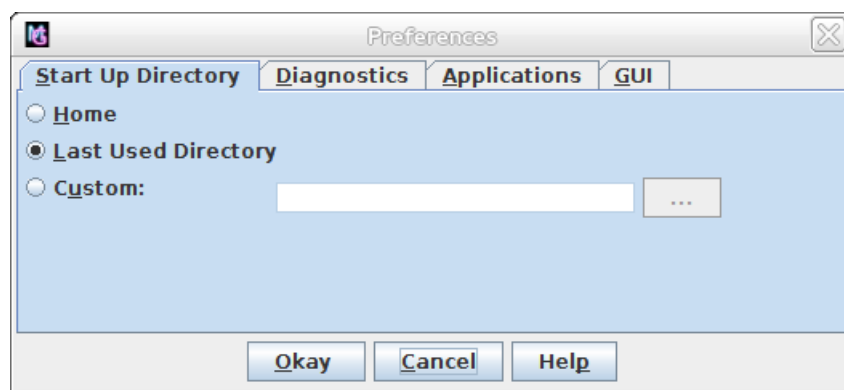 Preferences
Start Up Directory Diagnostics Applications GUI
Home
Last Used Directory
Custom: ...
Okay Cancel Help